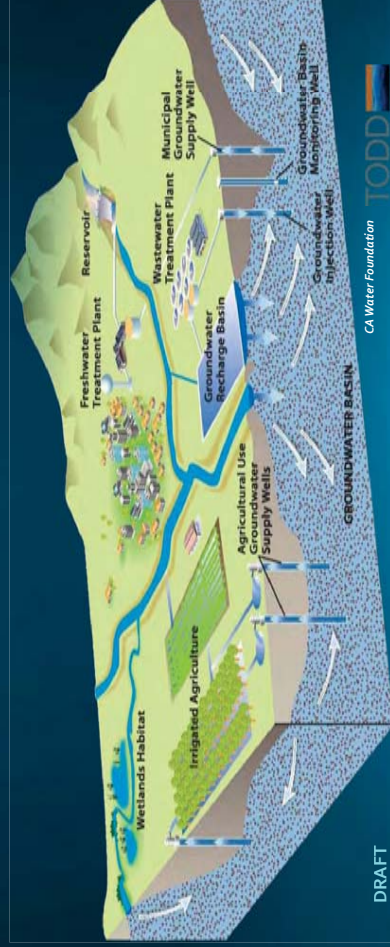 Wetlands Habitat
Freshwater
Treatment Plant
Reservoir
Wastewater
Treatment Plant
Municipal
Groundwater
Supply Well
Irrigated Agriculture
Agricultural Use
Groundwater
Supply Wells
Groundwater
Recharge Basin
Groundwater
Injection Well
Groundwater Basin
Monitoring Well
GROUNDWATER BASIN
DRAFT
CA Water Foundation
TODD